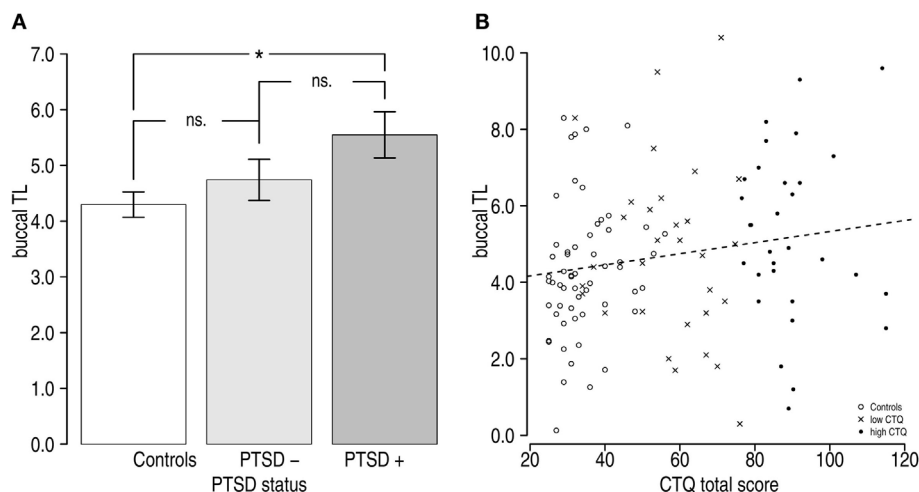 A
7.0
6.0
5.0
4.0
3.0
2.0
1.0
0.0
buccal TL
*
ns.
ns.
Controls
PTSD –
PTSD +
PTSD status
B
10.0
8.0
6.0
4.0
2.0
0.0
buccal TL
Controls
low CTQ
high CTQ
20
40
60
80
100
120
CTQ total score